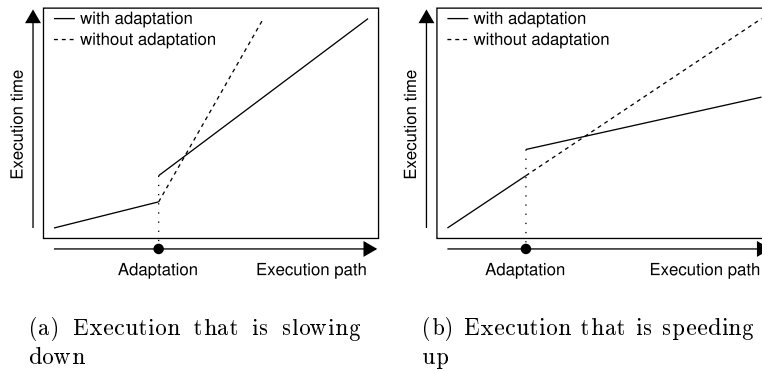 with adaptation
without adaptation
Execution time
Adaptation
Execution path
(a) Execution that is slowing
down
with adaptation
without adaptation
Execution time
Adaptation
Execution path
(b) Execution that is speeding
up